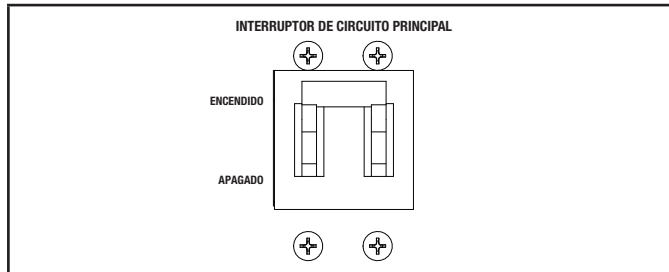 INTERRUPTOR DE CIRCUITO PRINCIPAL
ENCENDIDO
APAGADO